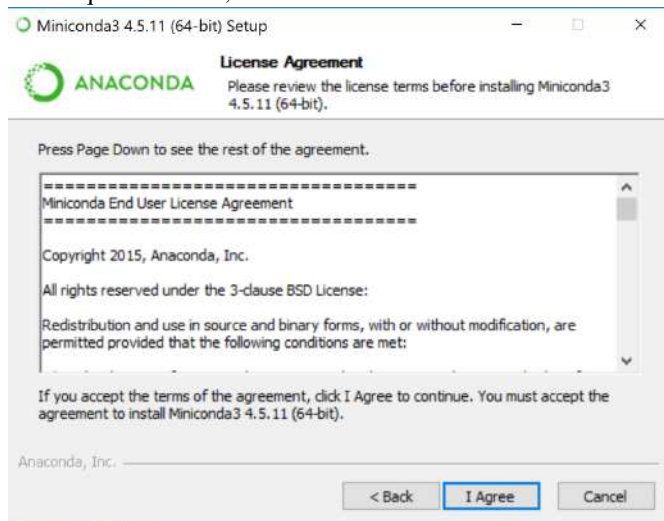 Miniconda3 4.5.11 (64-bit) Setup
ANACONDA
License Agreement
Please review the license terms before installing Miniconda3
4.5.11 (64-bit).
Press Page Down to see the rest of the agreement.
===================================
Miniconda End User License Agreement
===================================
Copyright 2015, Anaconda, Inc.
All rights reserved under the 3-clause BSD License:
Redistribution and use in source and binary forms, with or without modification, are
permitted provided that the following conditions are met:
If you accept the terms of the agreement, click I Agree to continue. You must accept the
agreement to install Miniconda3 4.5.11 (64-bit).
Anaconda, Inc.
< Back
I Agree
Cancel